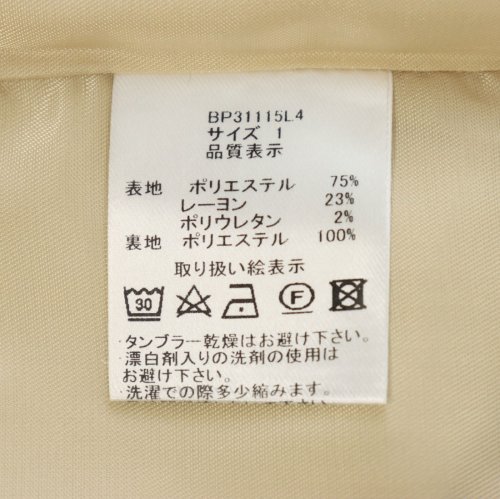 BP31115L.4
サイズ 1
品質表示
表地 ポリエステル 75%
レーヨン 23%
ポリウレタン 2%
裏地 ポリエステル 100%
取り扱い絵表示
30 F
タンブラー乾燥はお避け下さい。
漂白剤入りの洗剤の使用は
お避け下さい。
洗濯での際多少縮みます。